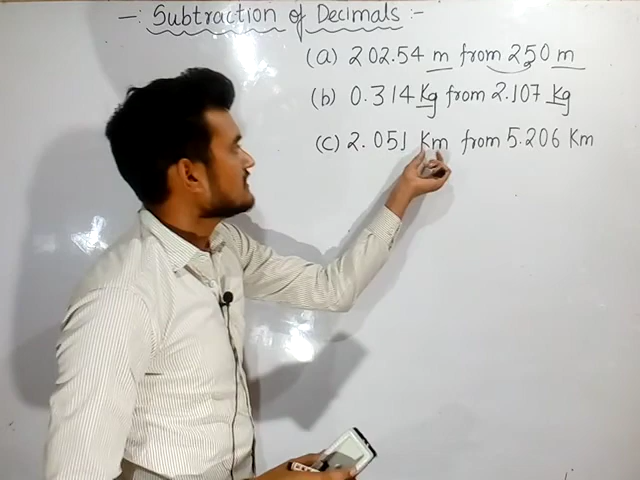 -: Subtraction of Decimals :-
(a) 202.54 m from 250 m
(b) 0.314 Kg from 2.107 Kg
(c) 2.051 Km from 5.206 Km